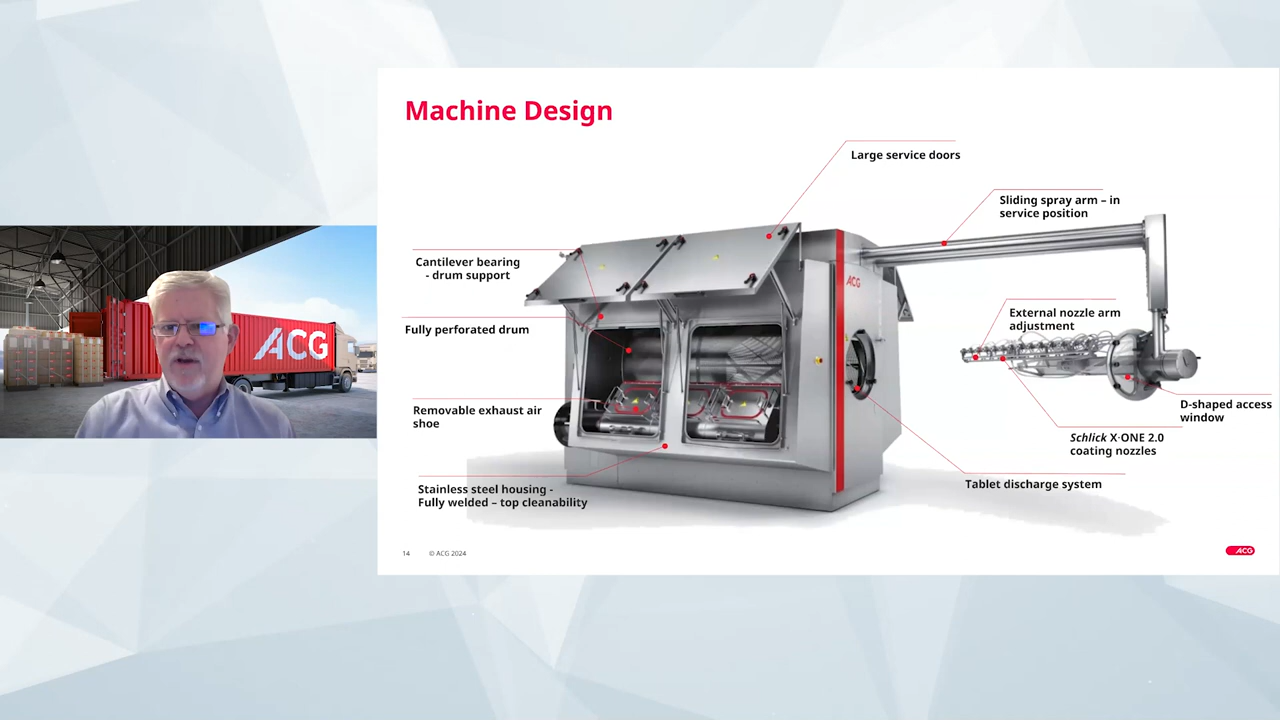 Machine Design
Large service doors
Sliding spray arm – in
service position
Cantilever bearing
- drum support
External nozzle arm
adjustment
Fully perforated drum
ACG
ACG
Removable exhaust air
shoe
D-shaped access
window
Schlick X-ONE 2.0
coating nozzles
Tablet discharge system
Stainless steel housing -
Fully welded – top cleanability
14
© ACG 2024
ACG